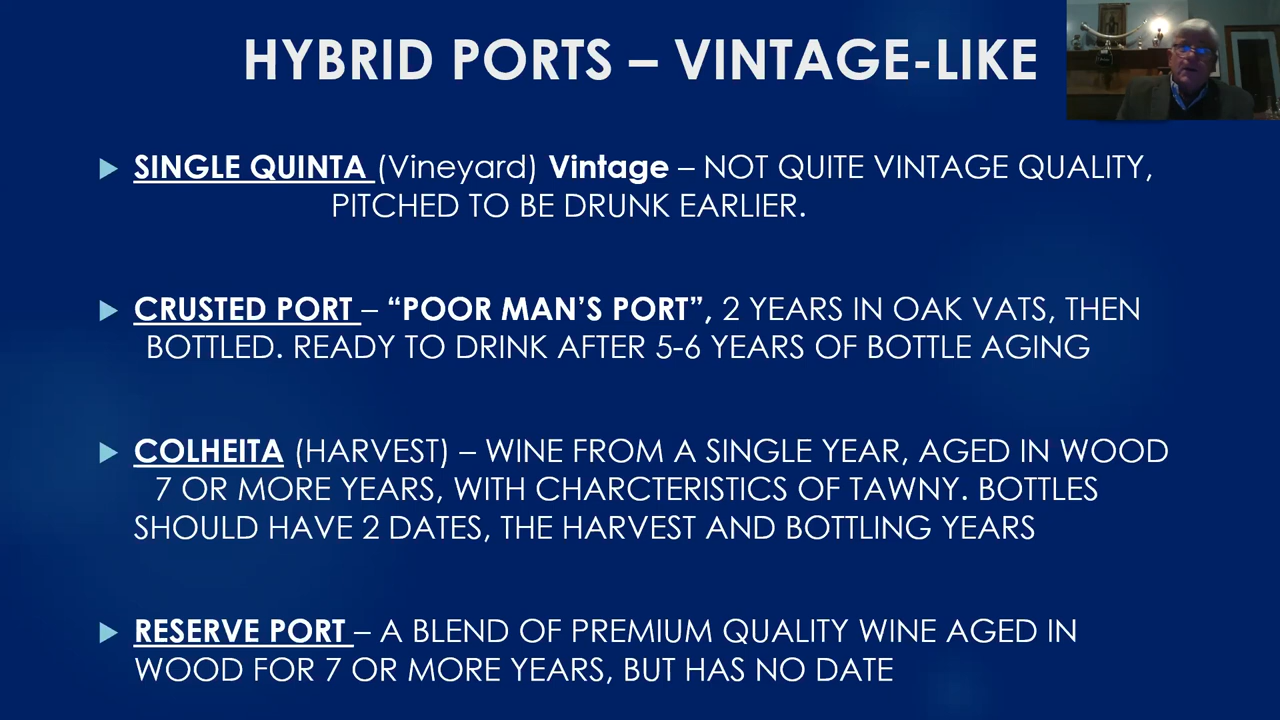 HYBRID PORTS – VINTAGE-LIKE
SINGLE QUINTA (Vineyard) Vintage – NOT QUITE VINTAGE QUALITY,
PITCHED TO BE DRUNK EARLIER.
CRUSTED PORT – “POOR MAN’S PORT”, 2 YEARS IN OAK VATS, THEN
BOTTLED. READY TO DRINK AFTER 5-6 YEARS OF BOTTLE AGING
COLHEITA (HARVEST) – WINE FROM A SINGLE YEAR, AGED IN WOOD
7 OR MORE YEARS, WITH CHARCTERISTICS OF TAWNY. BOTTLES
SHOULD HAVE 2 DATES, THE HARVEST AND BOTTLING YEARS
RESERVE PORT – A BLEND OF PREMIUM QUALITY WINE AGED IN
WOOD FOR 7 OR MORE YEARS, BUT HAS NO DATE